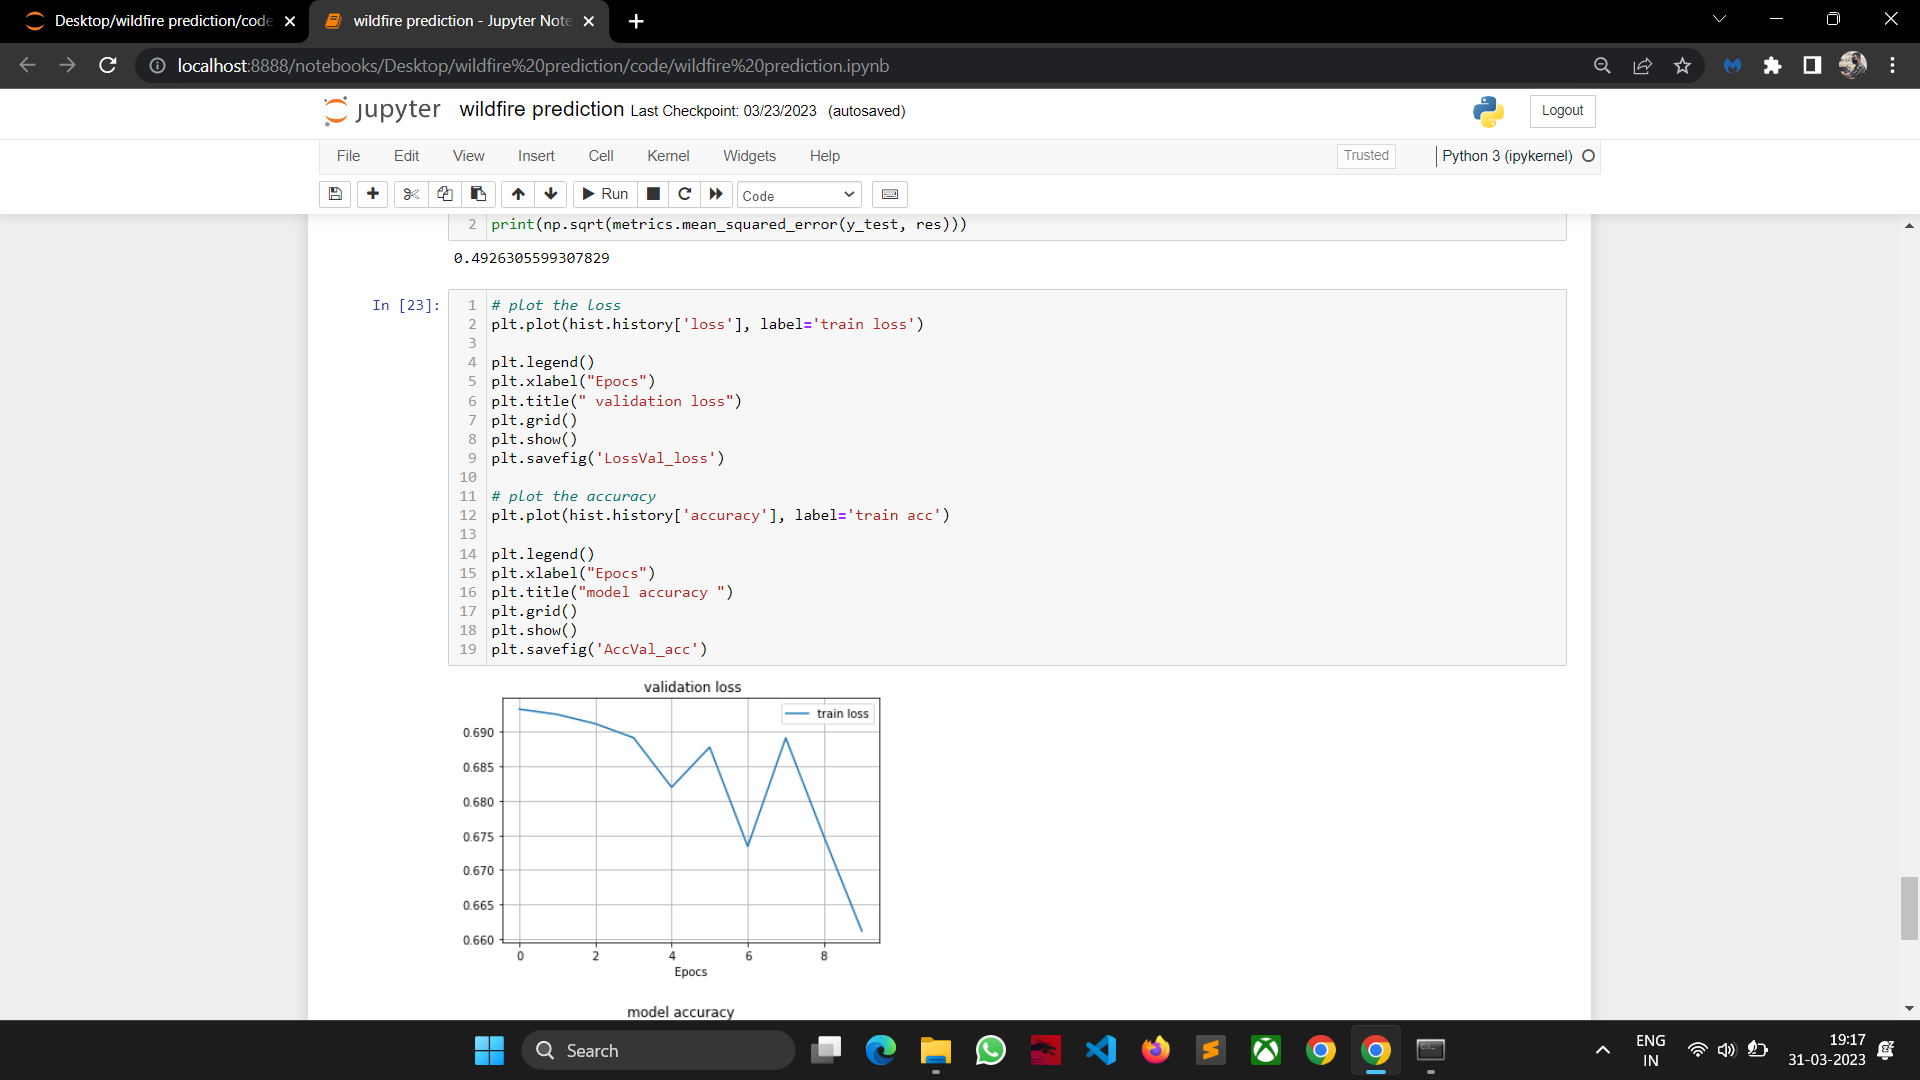 Desktop/wildfire prediction/code
wildfire prediction - Jupyter Note
localhost:8888/notebooks/Desktop/wildfire%20prediction/code/wildfire%20prediction.ipynb
jupyter wildfire prediction Last Checkpoint: 03/23/2023 (autosaved)
Logout
File Edit View Insert Cell Kernel Widgets Help
Trusted Python 3 (ipykernel)
Run Code
2 print(np.sqrt(metrics.mean_squared_error(y_test, res)))
0.4926305599307829
In [23]:
1 # plot the loss
2 plt.plot(hist.history['loss'], label='train loss')
3
4 plt.legend()
5 plt.xlabel("Epocs")
6 plt.title(" validation loss")
7 plt.grid()
8 plt.show()
9 plt.savefig('LossVal_loss')
10
11 # plot the accuracy
12 plt.plot(hist.history['accuracy'], label='train acc')
13
14 plt.legend()
15 plt.xlabel("Epocs")
16 plt.title("model accuracy ")
17 plt.grid()
18 plt.show()
19 plt.savefig('AccVal_acc')
validation loss
train loss
0.690
0.685
0.680
0.675
0.670
0.665
0.660
0 2 4 6 8
Epocs
model accuracy
Search
ENG
IN
19:17
31-03-2023